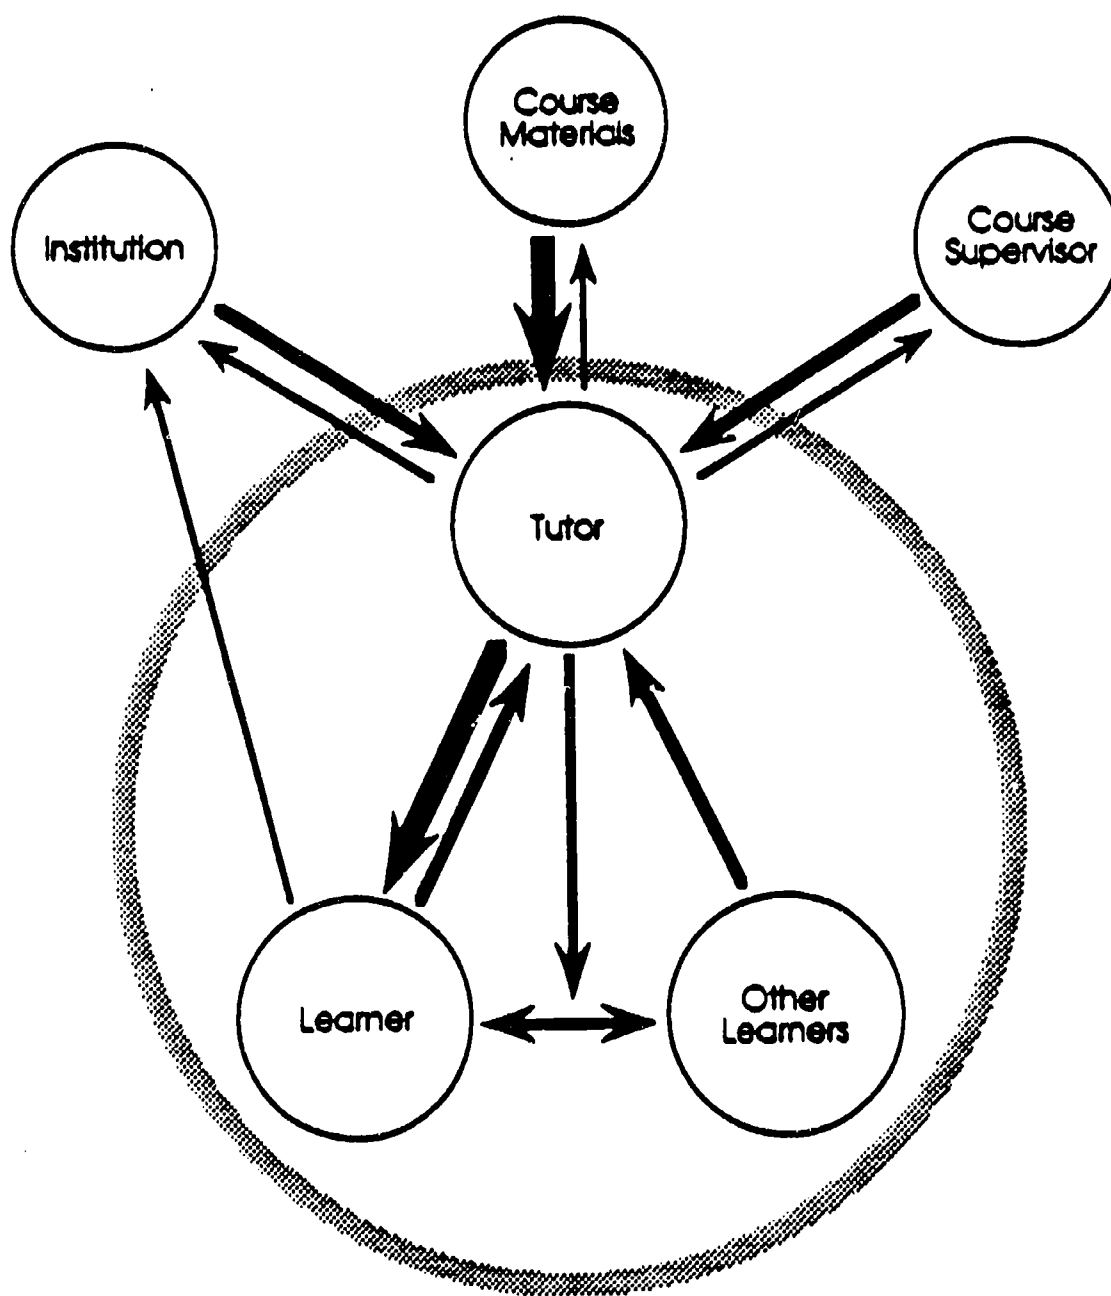 Course
Materials
Institution
Course
Supervisor
Tutor
Learner
Other
Learners